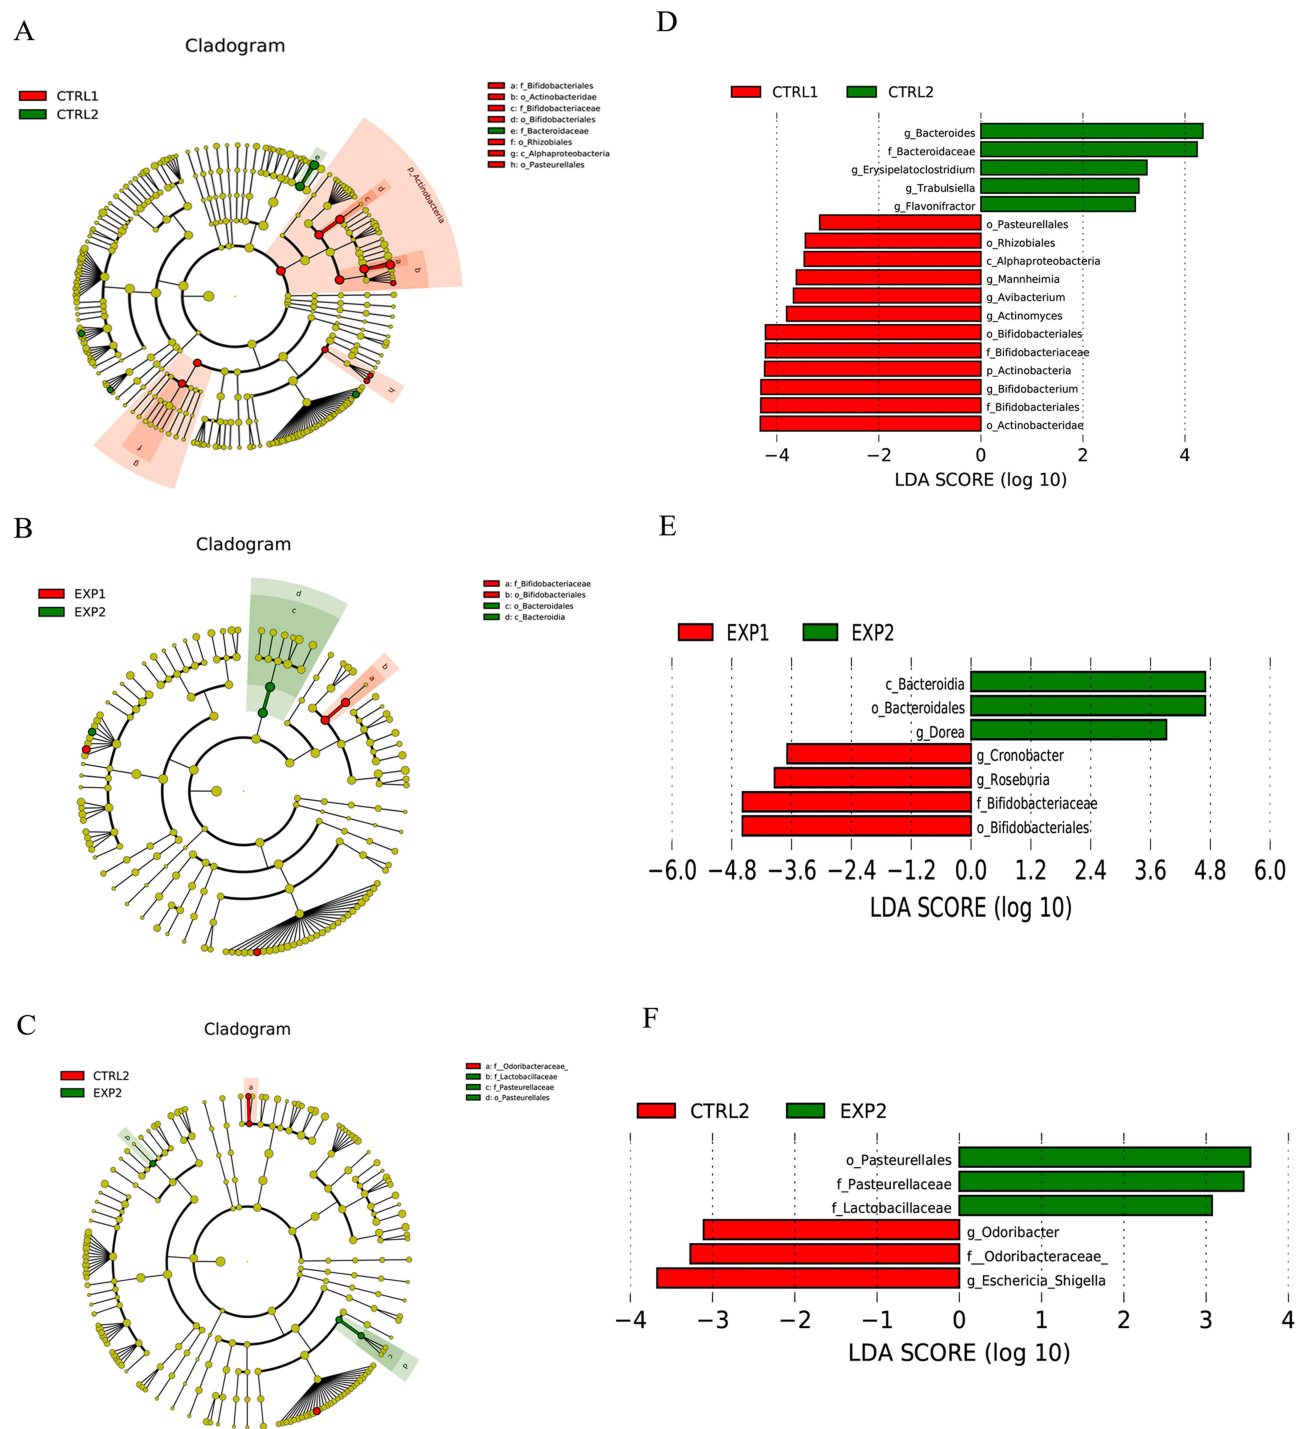 A
Cladogram
CTRL1
CTRL2
a: f_Bifidobacteriales
b: o_Actinobacteridae
c: f_Bifidobacteriaceae
d: o_Bifidobacteriales
e: f_Bacteroidaceae
f: o_Rhizobiales
g: c_Alphaproteobacteria
h: o_Pasteurellales
e
p_Actinobacteria
d
c
a
b
h
f
g
D
CTRL1
CTRL2
g_Bacteroides
f_Bacteroidaceae
g_Erysipelatoclostridium
g_Trabulsiella
g_Flavonifractor
o_Pasteurellales
o_Rhizobiales
c_Alphaproteobacteria
g_Mannheimia
g_Avibacterium
g_Actinomyces
o_Bifidobacteriales
f_Bifidobacteriaceae
p_Actinobacteria
g_Bifidobacterium
f_Bifidobacteriales
o_Actinobacteridae
−4 −2 0 2 4
LDA SCORE (log 10)
B
Cladogram
EXP1
EXP2
a: f_Bifidobacteriaceae
b: o_Bifidobacteriales
c: o_Bacteroidales
d: c_Bacteroidia
d
c
b
a
E
EXP1
EXP2
c_Bacteroidia
o_Bacteroidales
g_Dorea
g_Cronobacter
g_Roseburia
f_Bifidobacteriaceae
o_Bifidobacteriales
−6.0 −4.8 −3.6 −2.4 −1.2 0.0 1.2 2.4 3.6 4.8 6.0
LDA SCORE (log 10)
C
Cladogram
CTRL2
EXP2
a: f__Odoribacteraceae_
b: f_Lactobacillaceae
c: f_Pasteurellaceae
d: o_Pasteurellales
a
b
c
d
F
CTRL2
EXP2
o_Pasteurellales
f_Pasteurellaceae
f_Lactobacillaceae
g_Odoribacter
f__Odoribacteraceae_
g_Eschericia_Shigella
−4 −3 −2 −1 0 1 2 3 4
LDA SCORE (log 10)